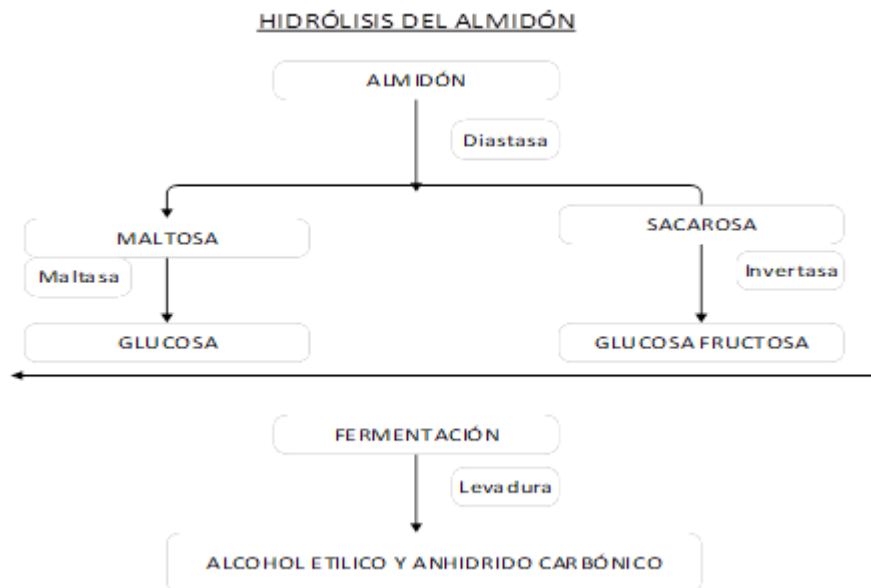 HIDRÓLISIS DEL ALMIDÓN
ALMIDÓN
Diastasa
MALTOSA
SACAROSA
Maltasa
Invertasa
GLUCOSA
GLUCOSA FRUCTOSA
FERMENTACIÓN
Levadura
ALCOHOL ETILICO Y ANHIDRIDO CARBÓNICO